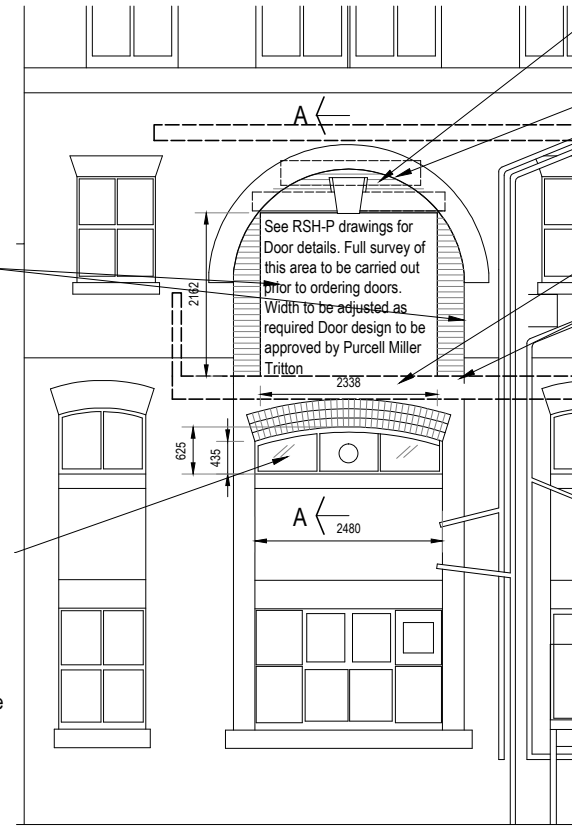 A
See RSH-P drawings for
Door details. Full survey of
this area to be carried out
prior to ordering doors.
Width to be adjusted as
required Door design to be
approved by Purcell Miller
Tritton
2162
2338
625
435
A
2480
e